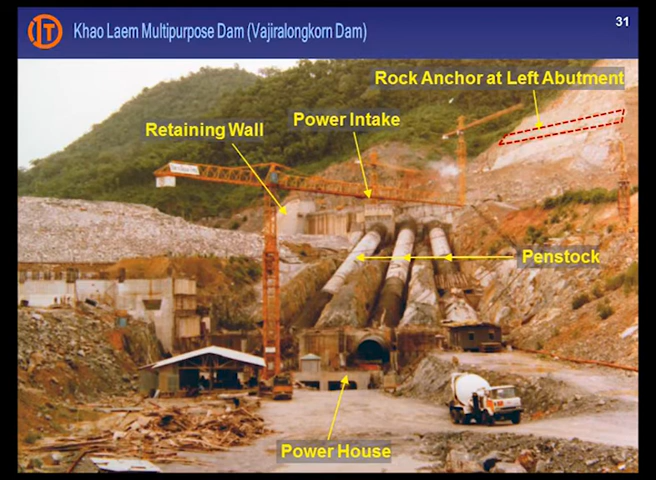 Khao Laem Multipurpose Dam (Vajiralongkorn Dam)
31
Rock Anchor at Left Abutment
Power Intake
Retaining Wall
Penstock
Power House